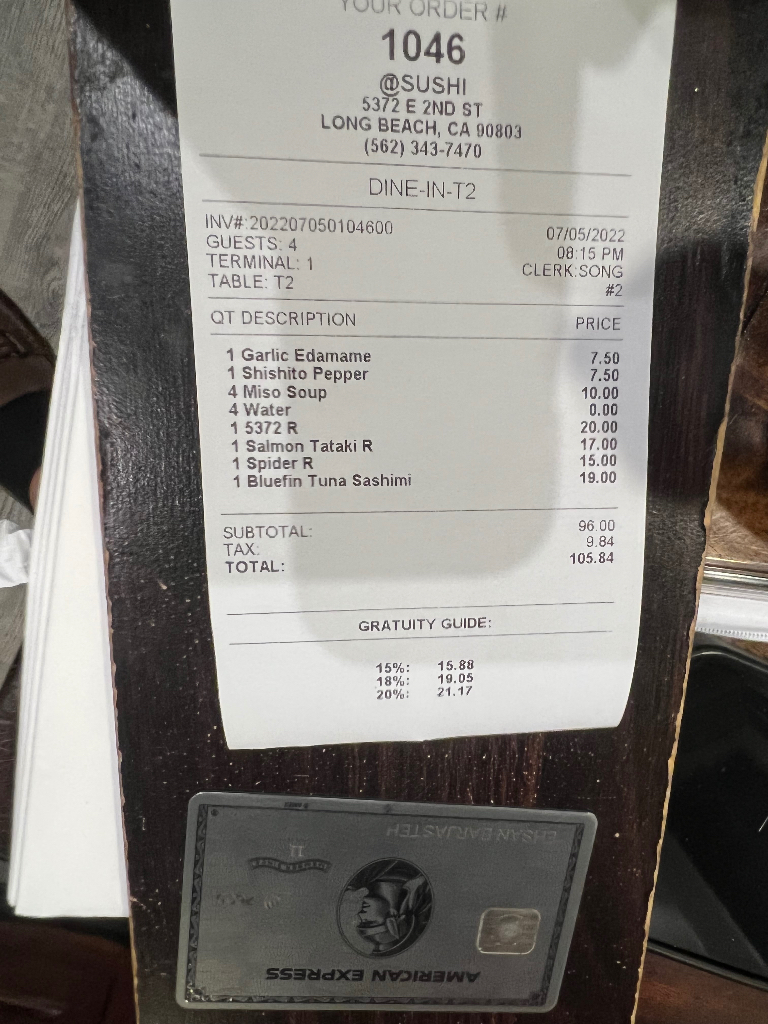 YOUR ORDER #
1046
@SUSHI
5372 E 2ND ST
LONG BEACH, CA 90803
(562) 343-7470
DINE-IN-T2
INV#:202207050104600 07/05/2022
GUESTS: 4 08:15 PM
TERMINAL: 1 CLERK:SONG
TABLE: T2 #2
QT DESCRIPTION PRICE
1 Garlic Edamame 7.50
1 Shishito Pepper 7.50
4 Miso Soup 10.00
4 Water 0.00
1 5372 R 20.00
1 Salmon Tataki R 17.00
1 Spider R 15.00
1 Bluefin Tuna Sashimi 19.00
SUBTOTAL: 96.00
TAX: 9.84
TOTAL: 105.84
GRATUITY GUIDE:
15%: 15.88
18%: 19.05
20%: 21.17
AMERICAN EXPRESS
MEMBER SINCE
11
EHSAN BARJASTEH